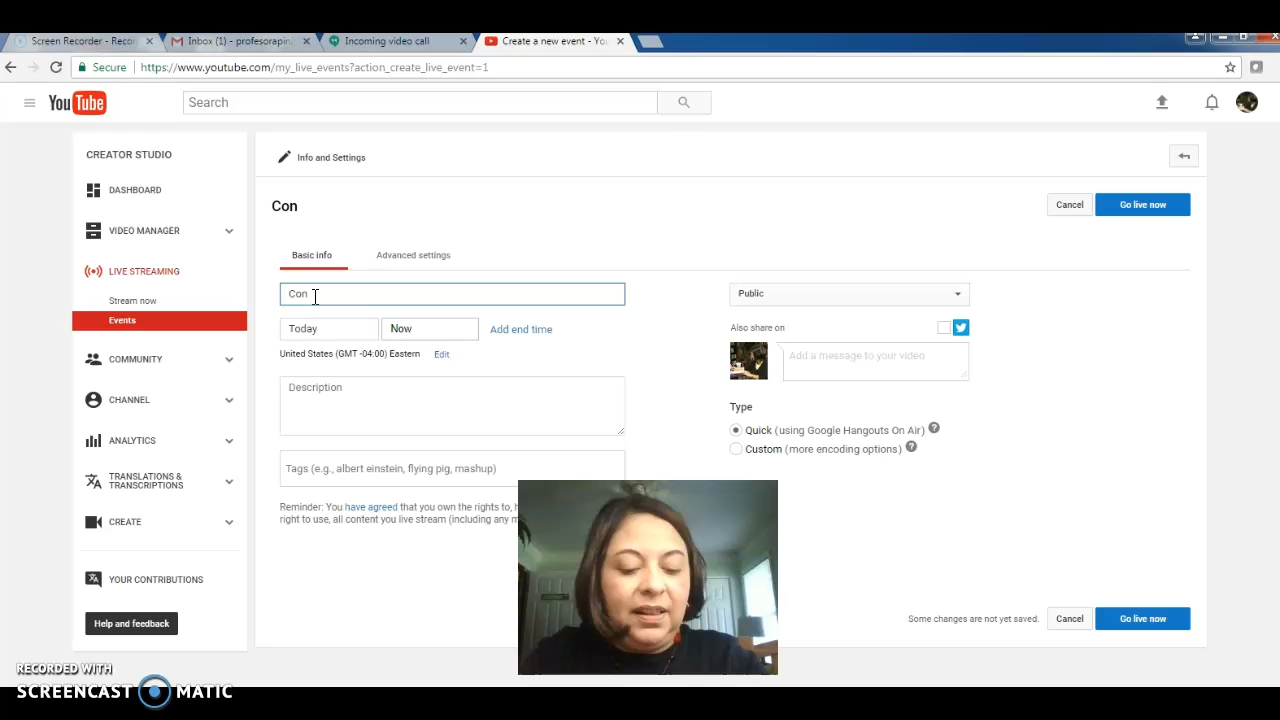 Screen Recorder - Recor
Inbox (1) - profesorapin
Incoming video call
Create a new event - Yo
Secure
https://www.youtube.com/my_live_events?action_create_live_event=1
YouTube
Search
CREATOR STUDIO
DASHBOARD
VIDEO MANAGER
LIVE STREAMING
Stream now
Events
COMMUNITY
CHANNEL
ANALYTICS
TRANSLATIONS &
TRANSCRIPTIONS
CREATE
YOUR CONTRIBUTIONS
Help and feedback
Info and Settings
Con
Cancel
Go live now
Basic info
Advanced settings
Con
Today
Now
Add end time
United States (GMT -04:00) Eastern
Edit
Description
Tags (e.g., albert einstein, flying pig, mashup)
Reminder: You have agreed that you own the rights to, h
right to use, all content you live stream (including any m
Public
Also share on
Add a message to your video
Type
Quick (using Google Hangouts On Air) ?
Custom (more encoding options) ?
Some changes are not yet saved.
Cancel
Go live now
RECORDED WITH
SCREENCAST MATIC